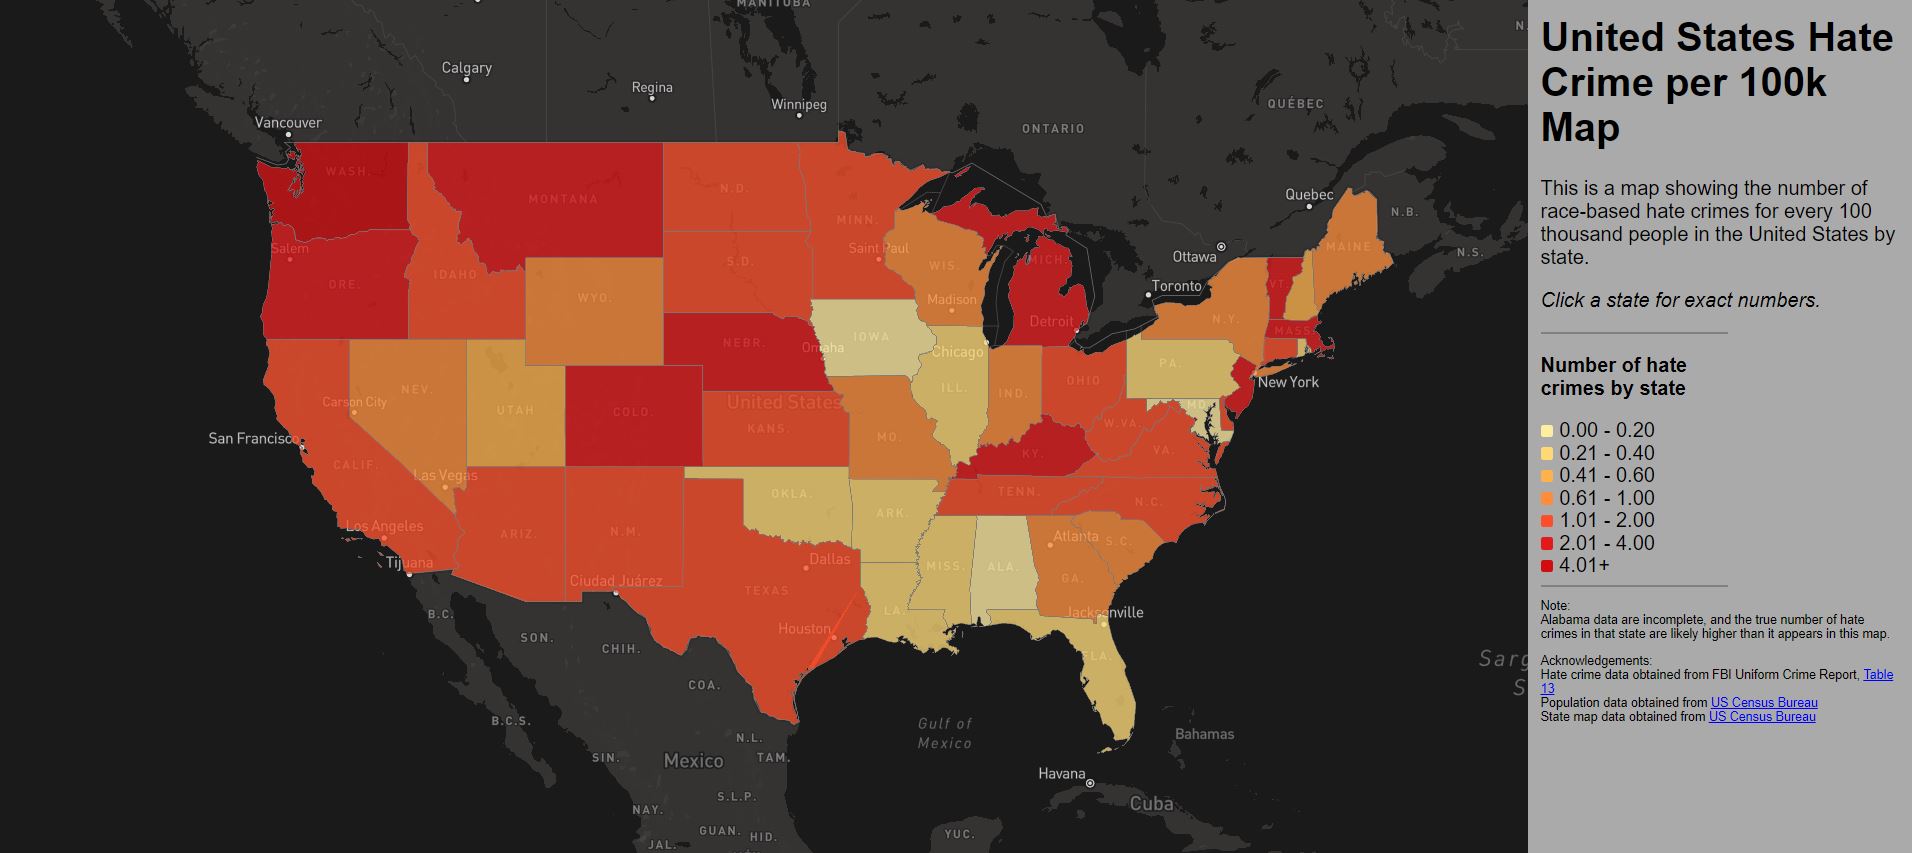 MANITOBA
N.
Calgary
Regina
Winnipeg
QUÉBEC
Vancouver
ONTARIO
WASH.
MONTANA
N.D.
MINN.
Quebec
N.B.
Salem
Saint Paul
MAINE
N.S.
ORE.
IDAHO
S.D.
WIS.
MICH.
Ottawa
VT.
WYO.
Madison
Toronto
Detroit
N.Y.
MASS.
NEBR.
Omaha
IOWA
Chicago
PA.
NEV.
UTAH
COLO.
ILL.
IND.
OHIO
New York
Carson City
United States
MD.
San Francisco
KANS.
MO.
W.VA.
VA.
CALIF.
Las Vegas
KY.
OKLA.
TENN.
N.C.
Los Angeles
ARIZ.
N.M.
ARK.
Atlanta
S.C.
Tijuana
Ciudad Juárez
Dallas
MISS.
ALA.
GA.
B.C.
TEXAS
LA.
Jacksonville
SON.
CHIH.
Houston
FLA.
Sarg
S
COA.
B.C.S.
Gulf of
Mexico
Bahamas
N.L.
SIN.
Mexico
TAM.
Havana
S.L.P.
Cuba
NAY.
GUAN.
HID.
YUC.
JAL.
United States Hate
Crime per 100k
Map
This is a map showing the number of
race-based hate crimes for every 100
thousand people in the United States by
state.
Click a state for exact numbers.
Number of hate
crimes by state
0.00 - 0.20
0.21 - 0.40
0.41 - 0.60
0.61 - 1.00
1.01 - 2.00
2.01 - 4.00
4.01+
Note:
Alabama data are incomplete, and the true number of hate
crimes in that state are likely higher than it appears in this map.
Acknowledgements:
Hate crime data obtained from FBI Uniform Crime Report, Table
13
Population data obtained from US Census Bureau
State map data obtained from US Census Bureau